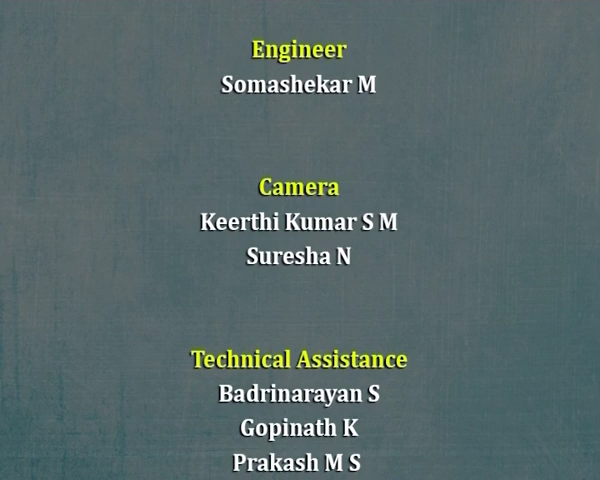 Engineer
Somashekar M
Camera
Keerthi Kumar S M
Suresha N
Technical Assistance
Badrinarayan S
Gopinath K
Prakash M S